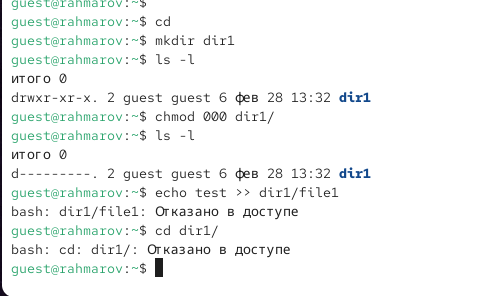 guest@rahmarov:~$
guest@rahmarov:~$ cd
guest@rahmarov:~$ mkdir dir1
guest@rahmarov:~$ ls -l
итого 0
drwxr-xr-x. 2 guest guest 6 фев 28 13:32 dir1
guest@rahmarov:~$ chmod 000 dir1/
guest@rahmarov:~$ ls -l
итого 0
d---------. 2 guest guest 6 фев 28 13:32 dir1
guest@rahmarov:~$ echo test >> dir1/file1
bash: dir1/file1: Отказано в доступе
guest@rahmarov:~$ cd dir1/
bash: cd: dir1/: Отказано в доступе
guest@rahmarov:~$